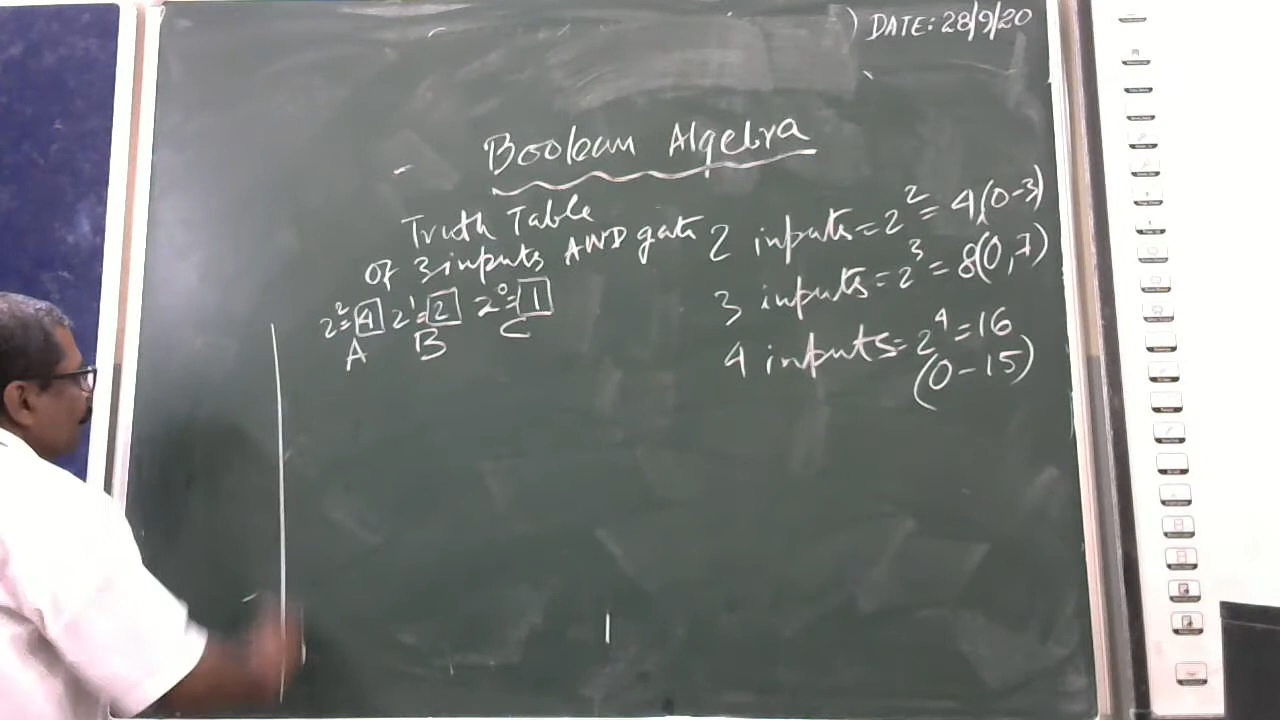 ) DATE: 28/9/20
Boolean Algebra
Truth Table
Of 3 inputs AND gate
2²=4 2¹=2 2⁰=1
A B C
2 inputs=2²=4(0-3)
3 inputs=2³=8(0,7)
4 inputs=2⁴=16
(0-15)